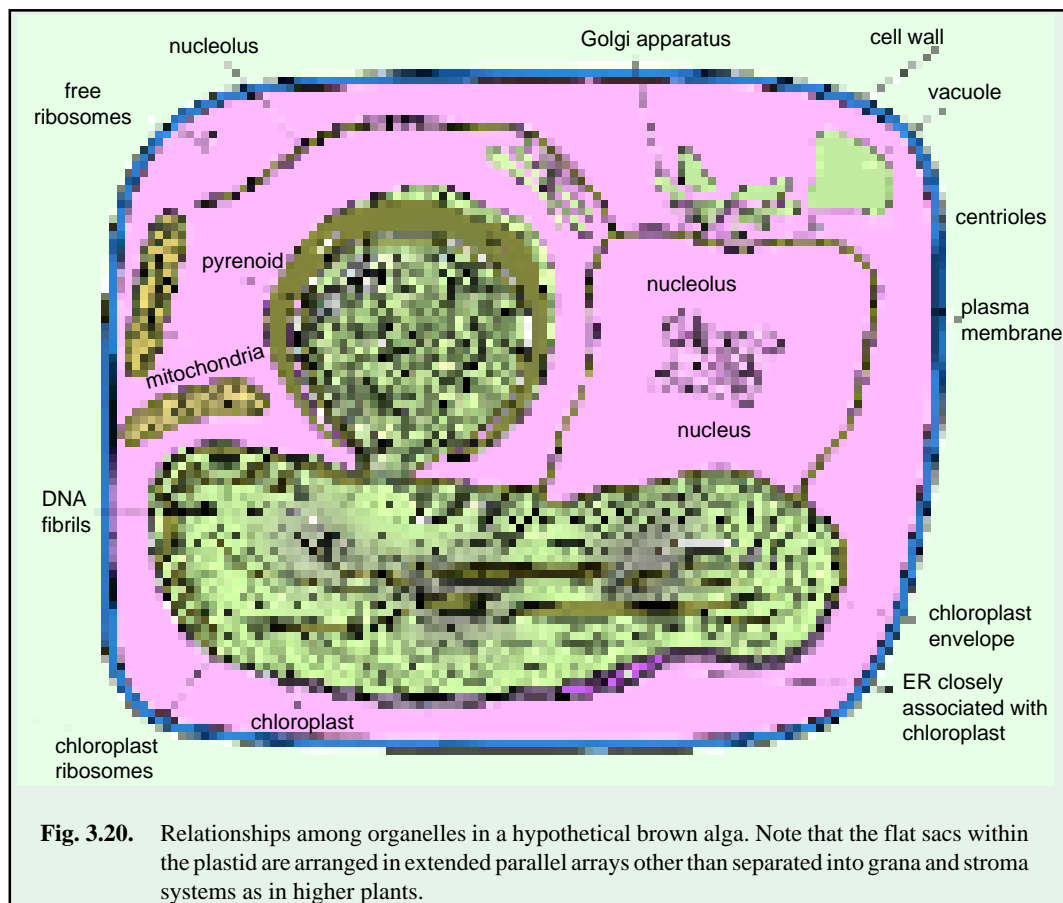 nucleolus
Golgi apparatus
cell wall
free
ribosomes
vacuole
centrioles
pyrenoid
nucleolus
plasma
membrane
mitochondria
nucleus
DNA
fibrils
chloroplast
envelope
ER closely
associated with
chloroplast
chloroplast
chloroplast
ribosomes
Fig. 3.20. Relationships among organelles in a hypothetical brown alga. Note that the flat sacs within
the plastid are arranged in extended parallel arrays other than separated into grana and stroma
systems as in higher plants.